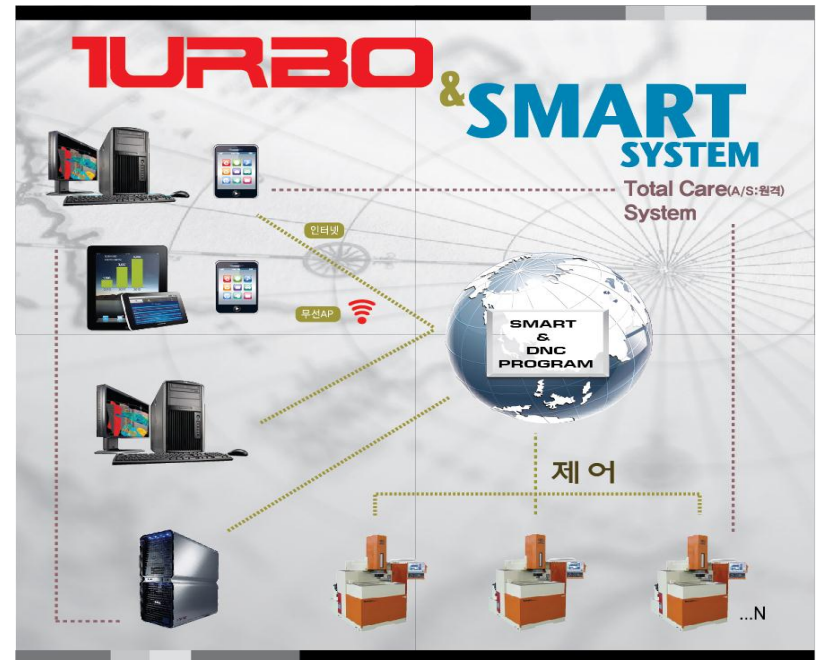 TURBO
&SMART
SYSTEM
Total Care(A/S:원격)
System
인터넷
무선AP
SMART
&
DNC
PROGRAM
제어
...N